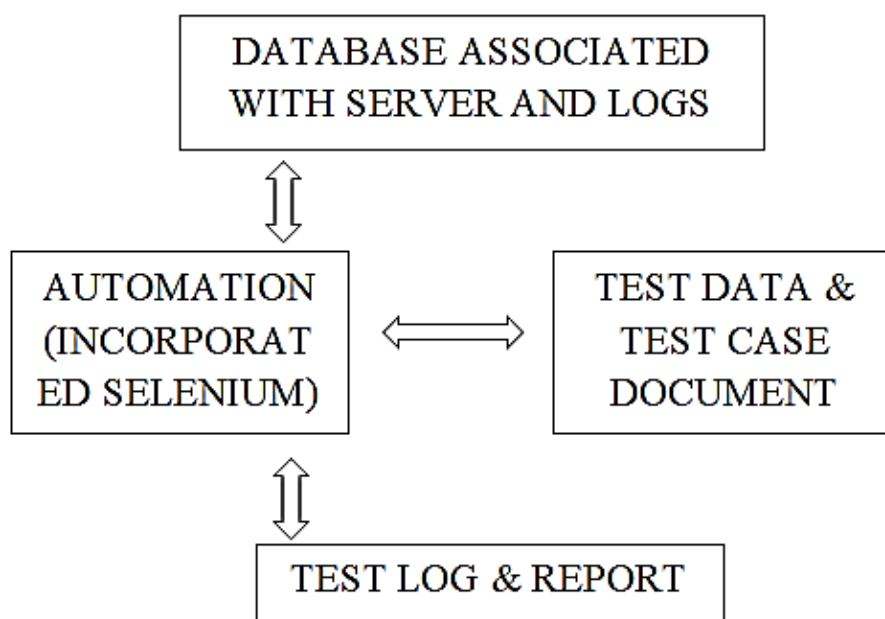 DATABASE ASSOCIATED
WITH SERVER AND LOGS
AUTOMATION
(INCORPORAT
ED SELENIUM)
TEST DATA &
TEST CASE
DOCUMENT
TEST LOG & REPORT